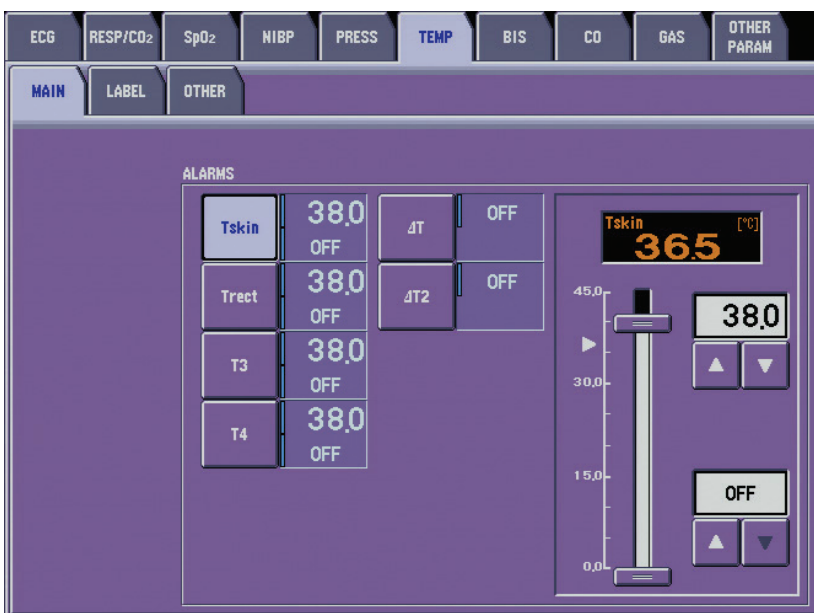 ECG RESP/CO2 SpO2 NIBP PRESS TEMP BIS CO GAS OTHER PARAM
MAIN LABEL OTHER
ALARMS
Tskin 38.0 OFF
ΔT OFF
Trect 38.0 OFF
ΔT2 OFF
T3 38.0 OFF
T4 38.0 OFF
Tskin [°C]
36.5
45.0
38.0
30.0
15.0
OFF
0.0